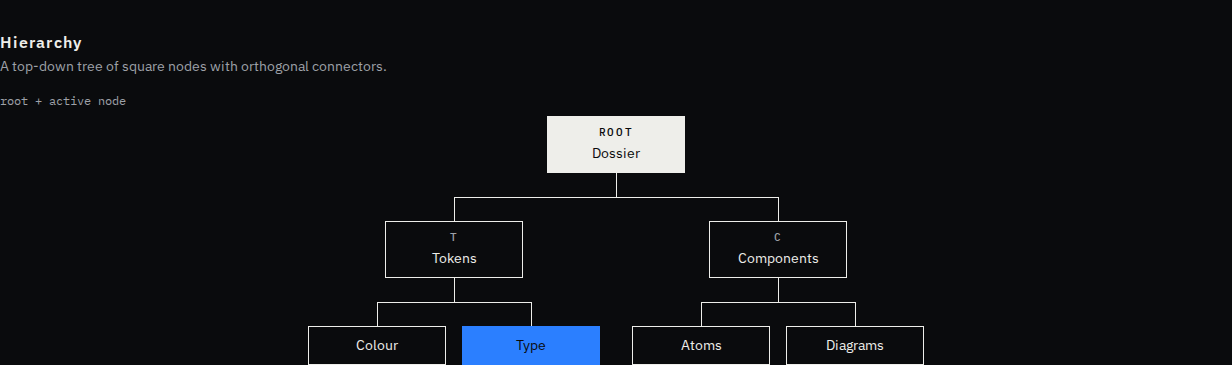 Hierarchy
A top-down tree of square nodes with orthogonal connectors.
root + active node
ROOT
Dossier
T
Tokens
C
Components
Colour
Type
Atoms
Diagrams